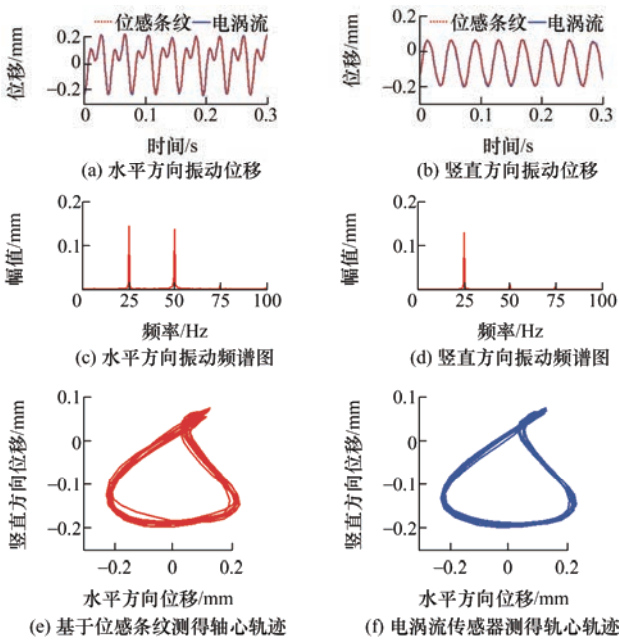 位感条纹 电涡流
位移/mm
0.2
0
-0.2
0 0.1 0.2 0.3
时间/s
(a) 水平方向振动位移
位感条纹 电涡流
位移/mm
0.2
0
-0.2
0 0.1 0.2 0.3
时间/s
(b) 竖直方向振动位移
幅值/mm
0.2
0.1
0 25 50 75 100
频率/Hz
(c) 水平方向振动频谱图
幅值/mm
0.2
0.1
0 25 50 75 100
频率/Hz
(d) 竖直方向振动频谱图
竖直方向位移/mm
0.1
0
-0.1
-0.2
-0.2 0 0.2
水平方向位移/mm
(e) 基于位感条纹测得轴心轨迹
竖直方向位移/mm
0.1
0
-0.1
-0.2
-0.2 0 0.2
水平方向位移/mm
(f) 电涡流传感器测得轨心轨迹